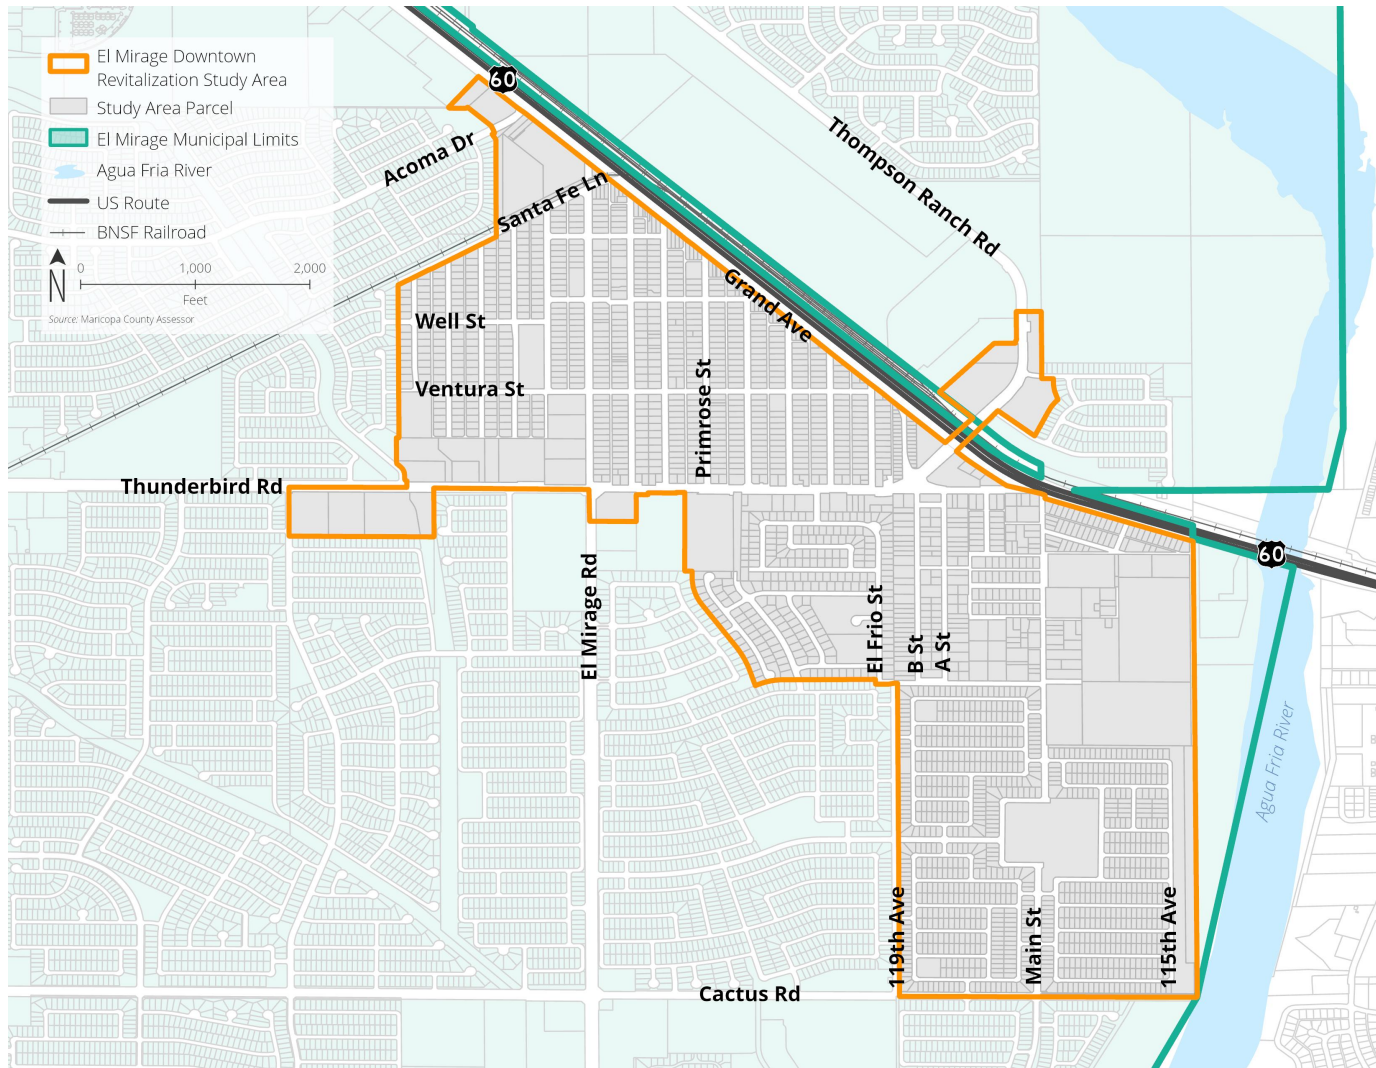 El Mirage Downtown
Revitalization Study Area
Study Area Parcel
El Mirage Municipal Limits
Agua Fria River
US Route
BNSF Railroad
N
0 1,000 2,000
Feet
Source: Maricopa County Assessor
60
Acoma Dr
Santa Fe Ln
Thompson Ranch Rd
Grand Ave
Well St
Ventura St
Primrose St
Thunderbird Rd
60
El Mirage Rd
El Frio St
B St
A St
Agua Fria River
119th Ave
Main St
115th Ave
Cactus Rd